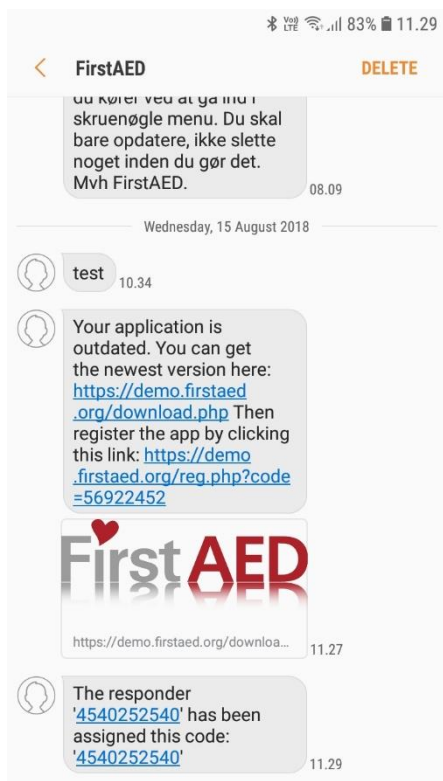 VoD LTE 83% 11.29
FirstAED DELETE
du kører ved at gå ind i
skruenøgle menu. Du skal
bare opdatere, ikke slette
noget inden du gør det.
Mvh FirstAED.
08.09
Wednesday, 15 August 2018
test
10.34
Your application is
outdated. You can get
the newest version here:
https://demo.firstaed
.org/download.php Then
register the app by clicking
this link: https://demo
.firstaed.org/reg.php?code
=56922452
First AED
https://demo.firstaed.org/downloa...
11.27
The responder
'4540252540' has been
assigned this code:
'4540252540'
11.29